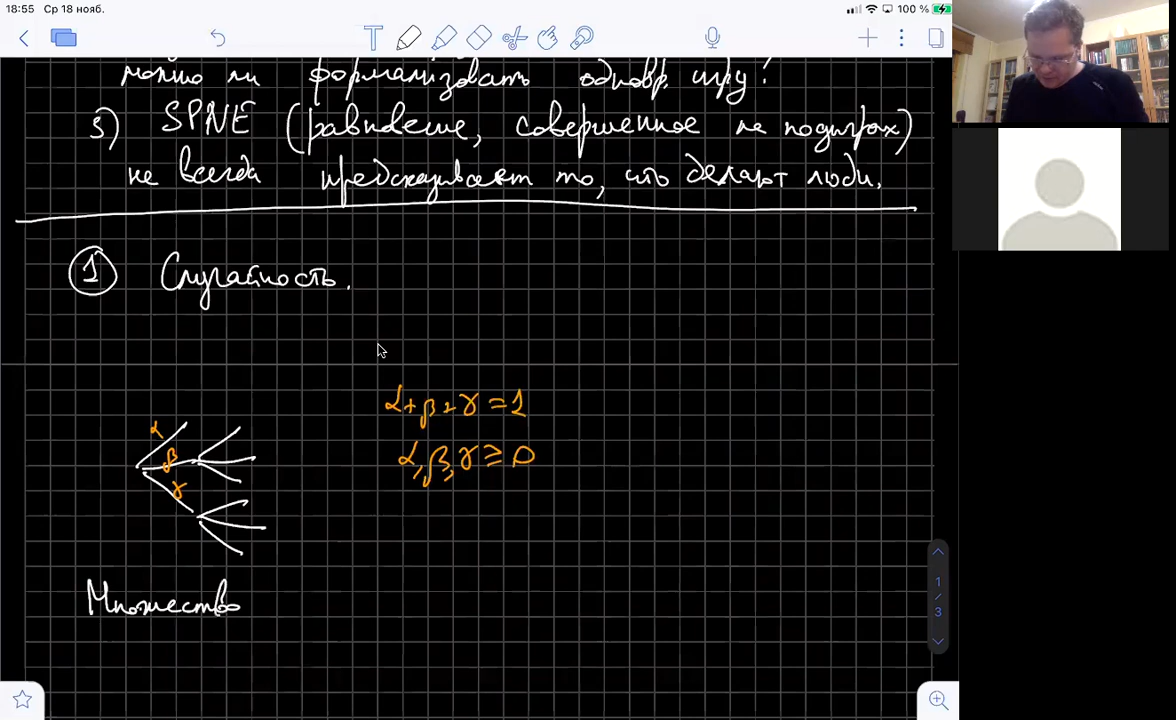 18:55 Ср 18 нояб. 100 %
можно ли формализовать одновр. игру?
3) SPNE (равновесие, совершенное на подиграх)
не всегда предсказывает то, что делают люди.
1 Случайность.
α+β+γ=1
α
β
α,β,γ≥0
γ
Множество
1
/
3